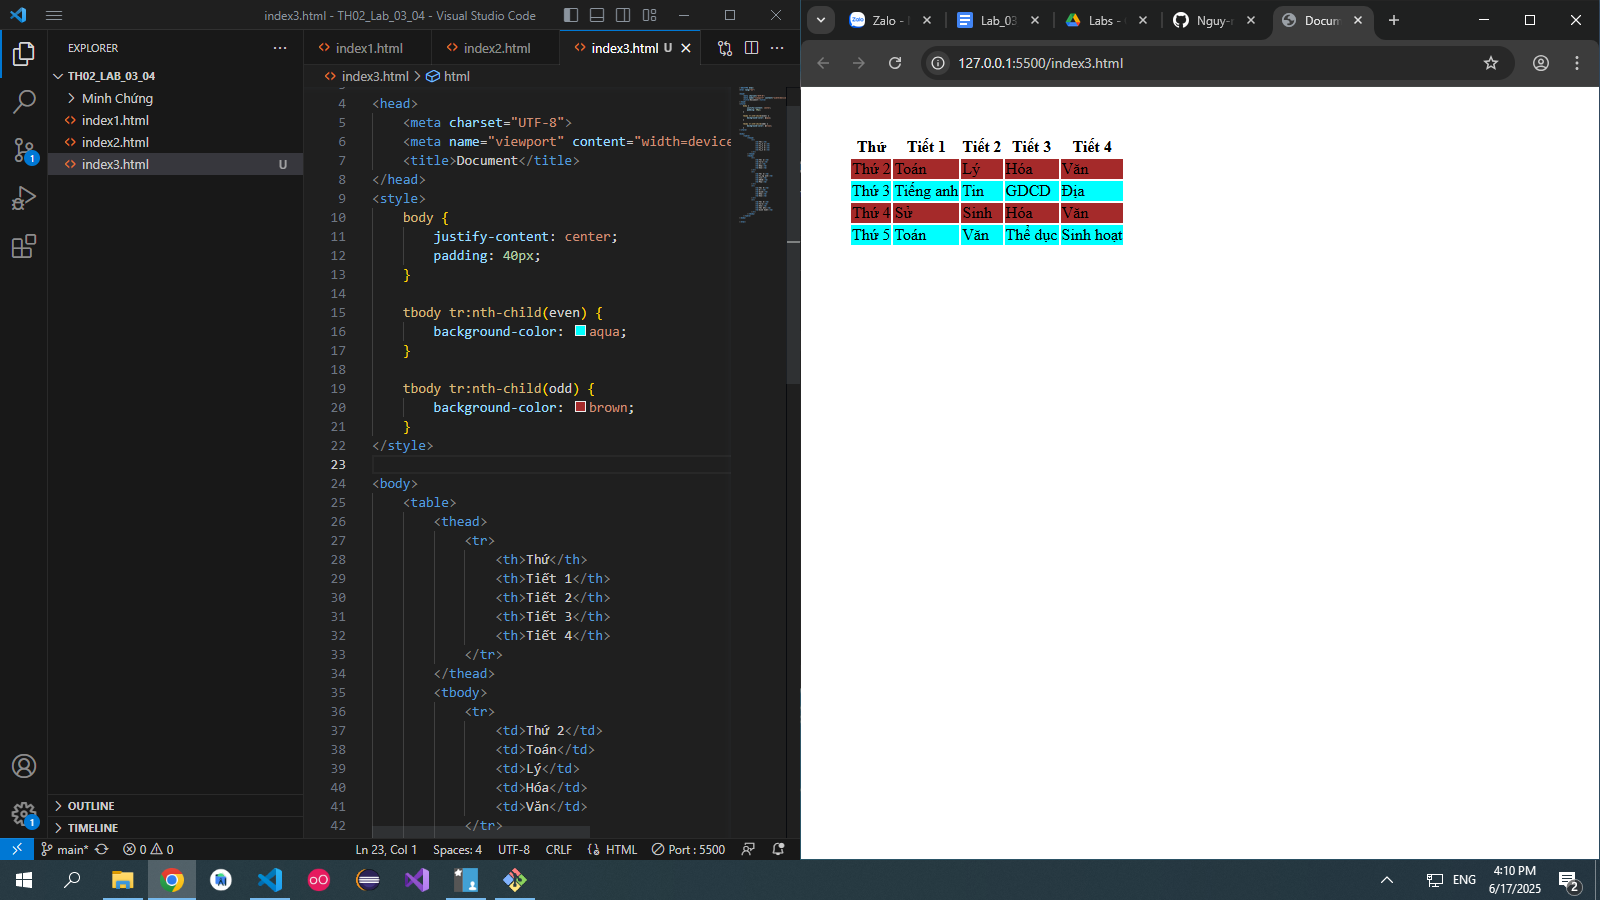 index3.html - TH02_Lab_03_04 - Visual Studio Code
EXPLORER
TH02_LAB_03_04
Minh Chứng
index1.html
index2.html
index3.html U
OUTLINE
TIMELINE
1
1
index1.html
index2.html
index3.html U
index3.html > html
4 <head>
5 <meta charset="UTF-8">
6 <meta name="viewport" content="width=device
7 <title>Document</title>
8 </head>
9 <style>
10 body {
11 justify-content: center;
12 padding: 40px;
13 }
14
15 tbody tr:nth-child(even) {
16 background-color: aqua;
17 }
18
19 tbody tr:nth-child(odd) {
20 background-color: brown;
21 }
22 </style>
23
24 <body>
25 <table>
26 <thead>
27 <tr>
28 <th>Thứ</th>
29 <th>Tiết 1</th>
30 <th>Tiết 2</th>
31 <th>Tiết 3</th>
32 <th>Tiết 4</th>
33 </tr>
34 </thead>
35 <tbody>
36 <tr>
37 <td>Thứ 2</td>
38 <td>Toán</td>
39 <td>Lý</td>
40 <td>Hóa</td>
41 <td>Văn</td>
42 </tr>
main* 0 0 Ln 23, Col 1 Spaces: 4 UTF-8 CRLF HTML Port : 5500
Zalo - Lab_03 Labs - Nguy-r Docum
127.0.0.1:5500/index3.html
Thứ Tiết 1 Tiết 2 Tiết 3 Tiết 4
Thứ 2 Toán Lý Hóa Văn
Thứ 3 Tiếng anh Tin GDCD Địa
Thứ 4 Sử Sinh Hóa Văn
Thứ 5 Toán Văn Thể dục Sinh hoạt
ENG
4:10 PM
6/17/2025
2